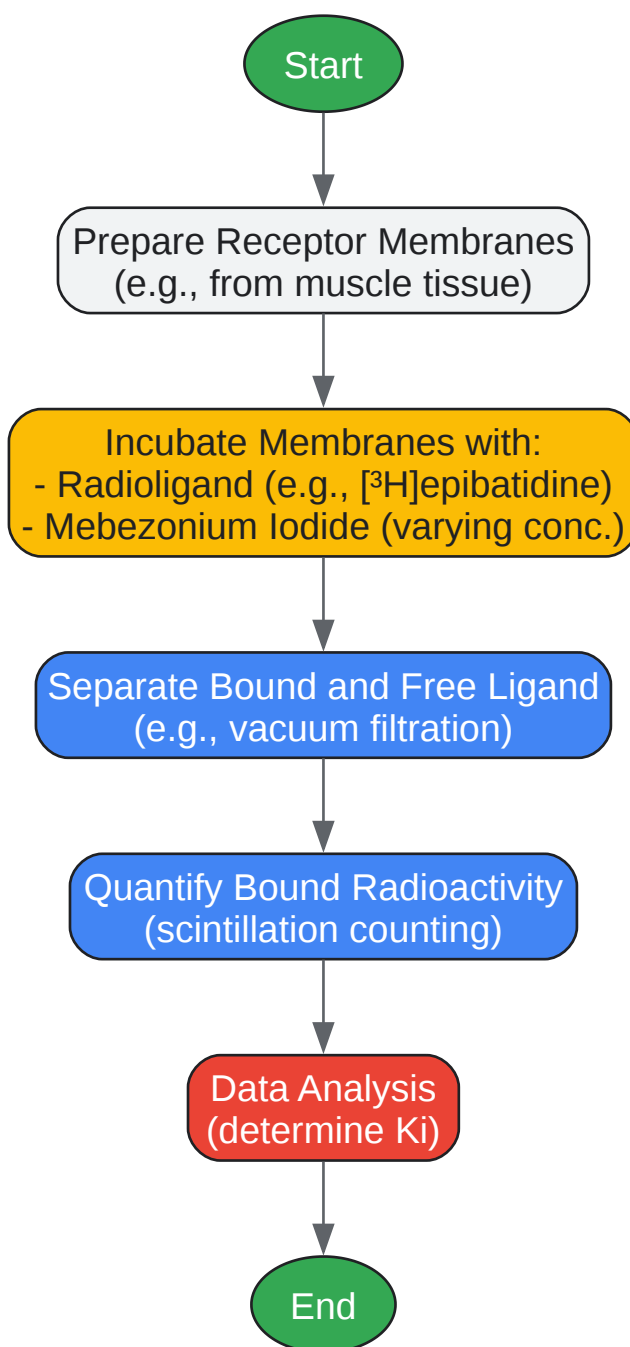 Start
Prepare Receptor Membranes
(e.g., from muscle tissue)
Incubate Membranes with:
- Radioligand (e.g., [³H]epibatidine)
- Mebezonium Iodide (varying conc.)
Separate Bound and Free Ligand
(e.g., vacuum filtration)
Quantify Bound Radioactivity
(scintillation counting)
Data Analysis
(determine Ki)
End